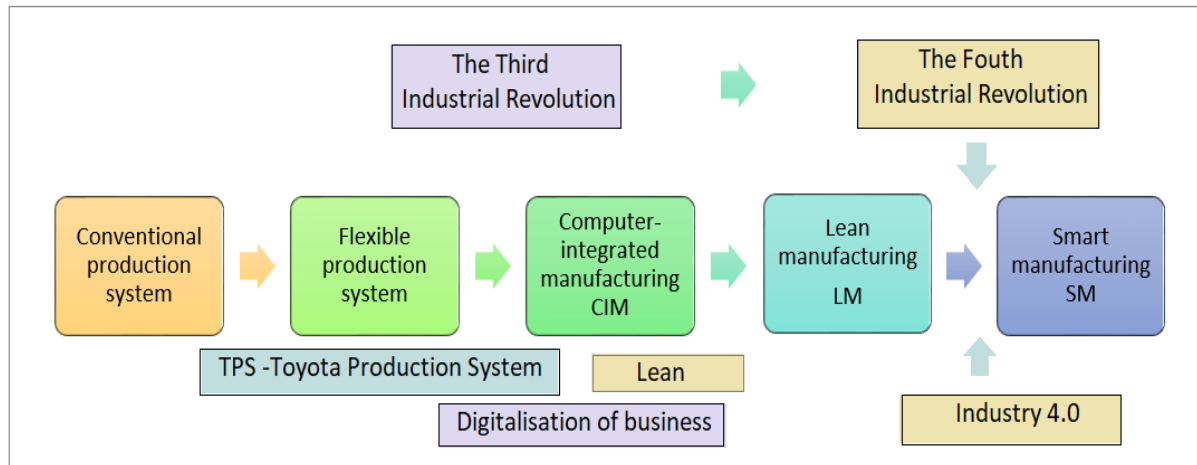 The Third
Industrial Revolution
The Fouth
Industrial Revolution
Conventional
production
system
Flexible
production
system
Computer-
integrated
manufacturing
CIM
Lean
manufacturing
LM
Smart
manufacturing
SM
TPS -Toyota Production System
Lean
Digitalisation of business
Industry 4.0